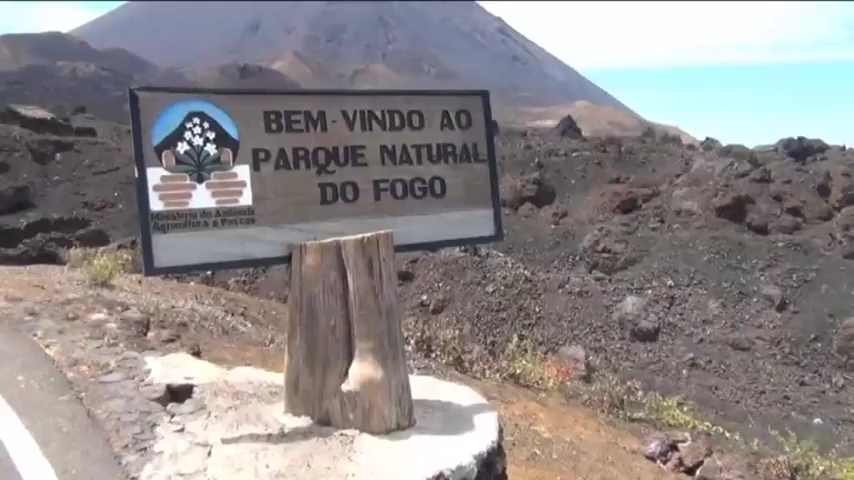 BEM-VINDO AO
PARQUE NATURAL
DO FOGO
Ministério do Ambiente
Agricultura e Pescas